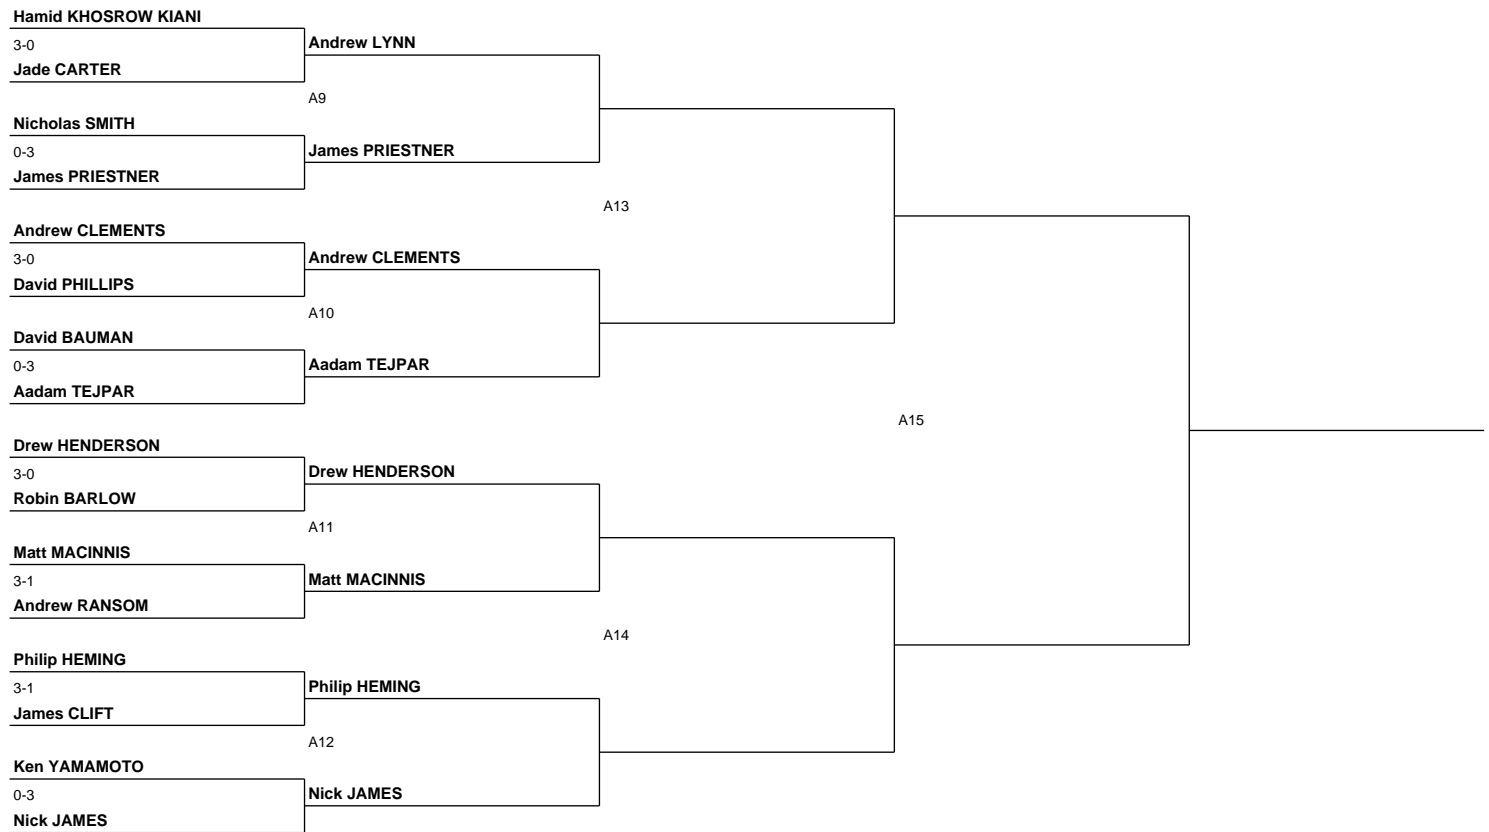 Hamid KHOSROW KIANI
3-0
Andrew LYNN
Jade CARTER
A9
Nicholas SMITH
0-3
James PRIESTNER
James PRIESTNER
A13
Andrew CLEMENTS
3-0
Andrew CLEMENTS
David PHILLIPS
A10
David BAUMAN
0-3
Aadam TEJPAR
Aadam TEJPAR
A15
Drew HENDERSON
3-0
Drew HENDERSON
Robin BARLOW
A11
Matt MACINNIS
3-1
Matt MACINNIS
Andrew RANSOM
A14
Philip HEMING
3-1
Philip HEMING
James CLIFT
A12
Ken YAMAMOTO
0-3
Nick JAMES
Nick JAMES